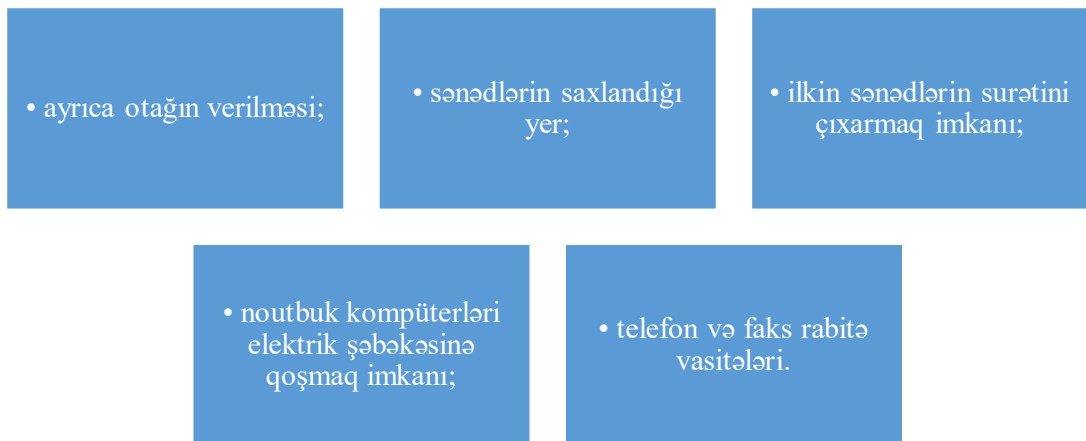 • ayrıca otağın verilməsi;
• sənədlərin saxlandığı
yer;
• ilkin sənədlərin surətini
çıxarmaq imkanı;
• noutbuk kompüterləri
elektrik şəbəkəsinə
qoşmaq imkanı;
• telefon və faks rabitə
vasitələri.